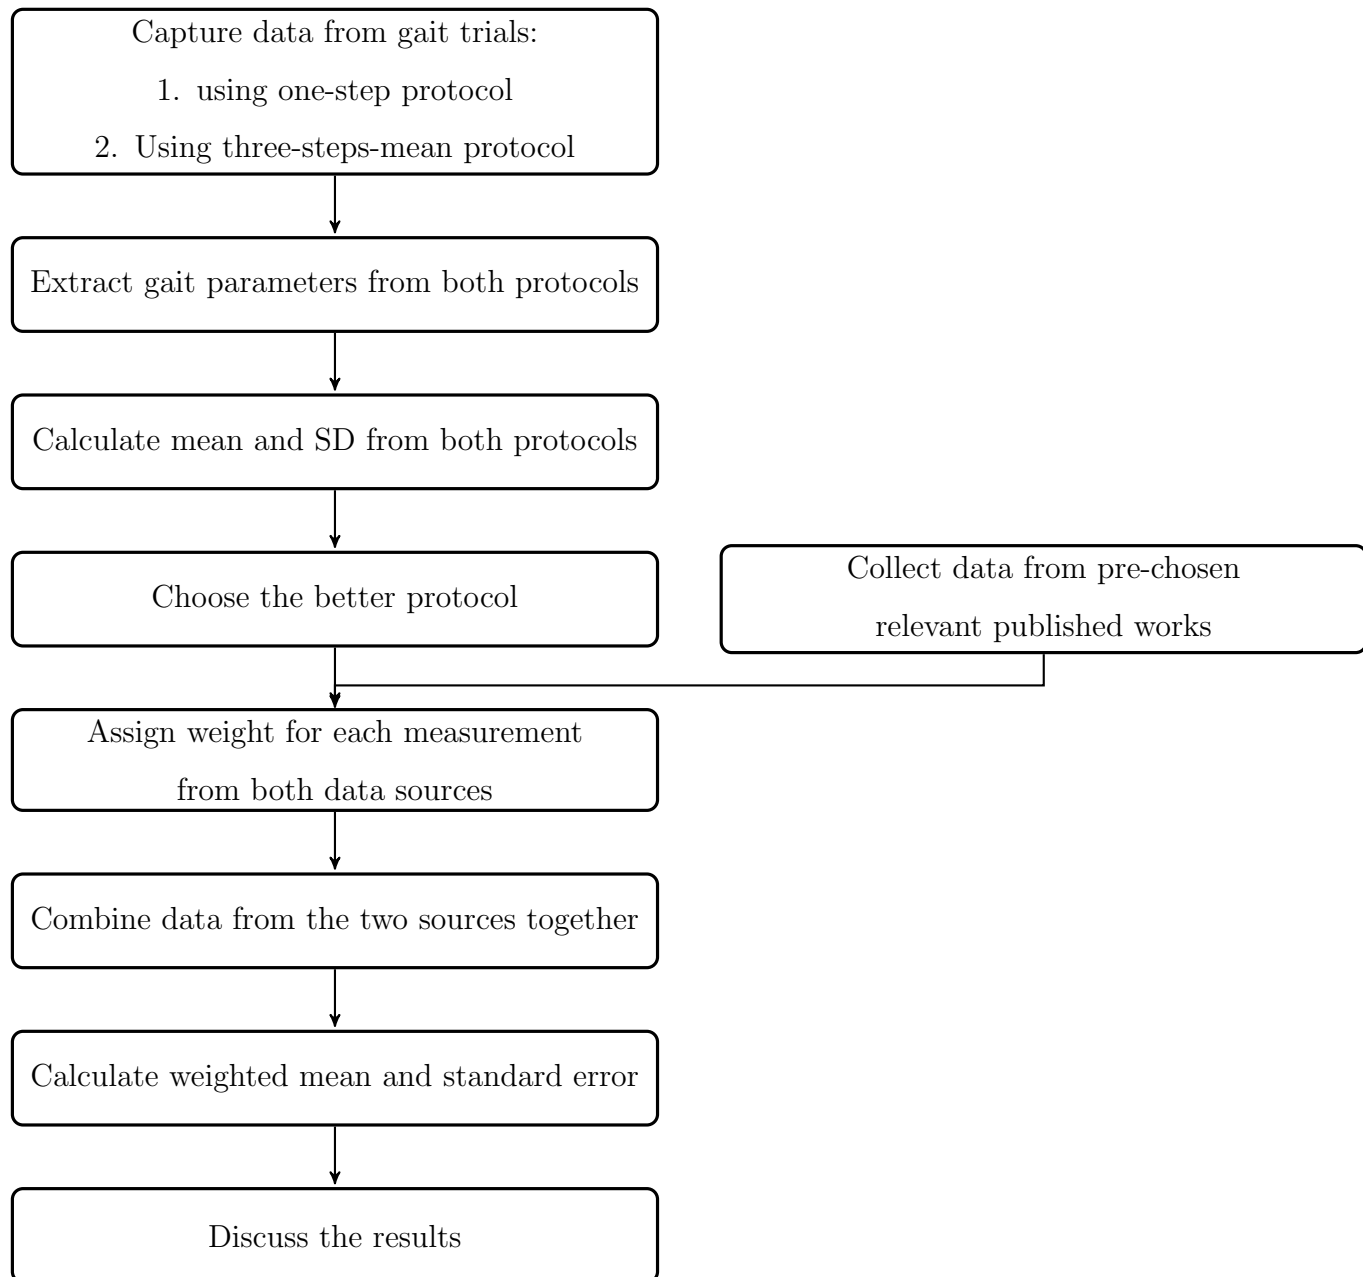 Capture data from gait trials:
1. using one-step protocol
2. Using three-steps-mean protocol
Extract gait parameters from both protocols
Calculate mean and SD from both protocols
Choose the better protocol
Collect data from pre-chosen
relevant published works
Assign weight for each measurement
from both data sources
Combine data from the two sources together
Calculate weighted mean and standard error
Discuss the results